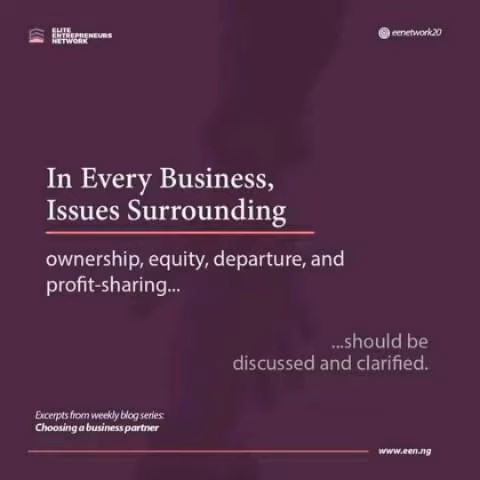 ELITE
ENTREPRENEURS
NETWORK
eenetwork20
In Every Business,
Issues Surrounding
ownership, equity, departure, and
profit-sharing...
...should be
discussed and clarified.
Excerpts from weekly blog series:
Choosing a business partner
www.een.ng